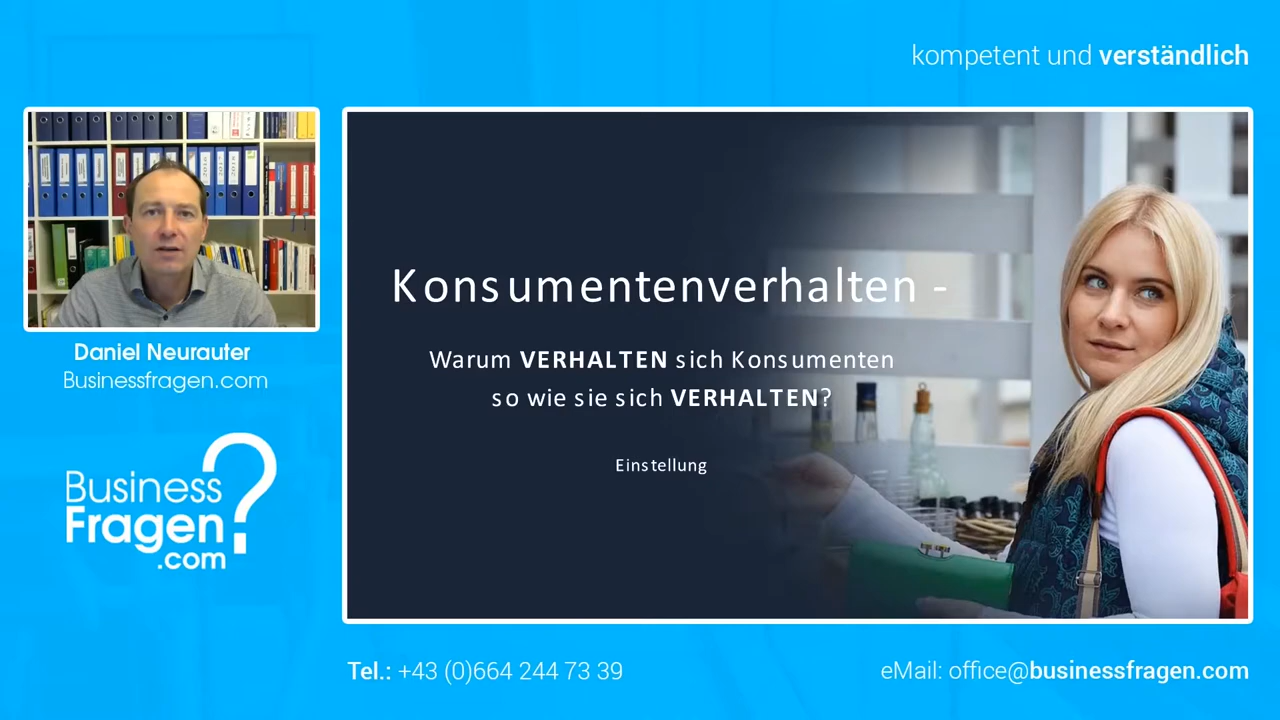 kompetent und verständlich
Daniel Neurauter
Businessfragen.com
Business
Fragen?
.com
Konsumentenverhalten -
Warum VERHALTEN sich Konsumenten
so wie sie sich VERHALTEN?
Einstellung
Tel.: +43 (0)664 244 73 39
eMail: office@businessfragen.com